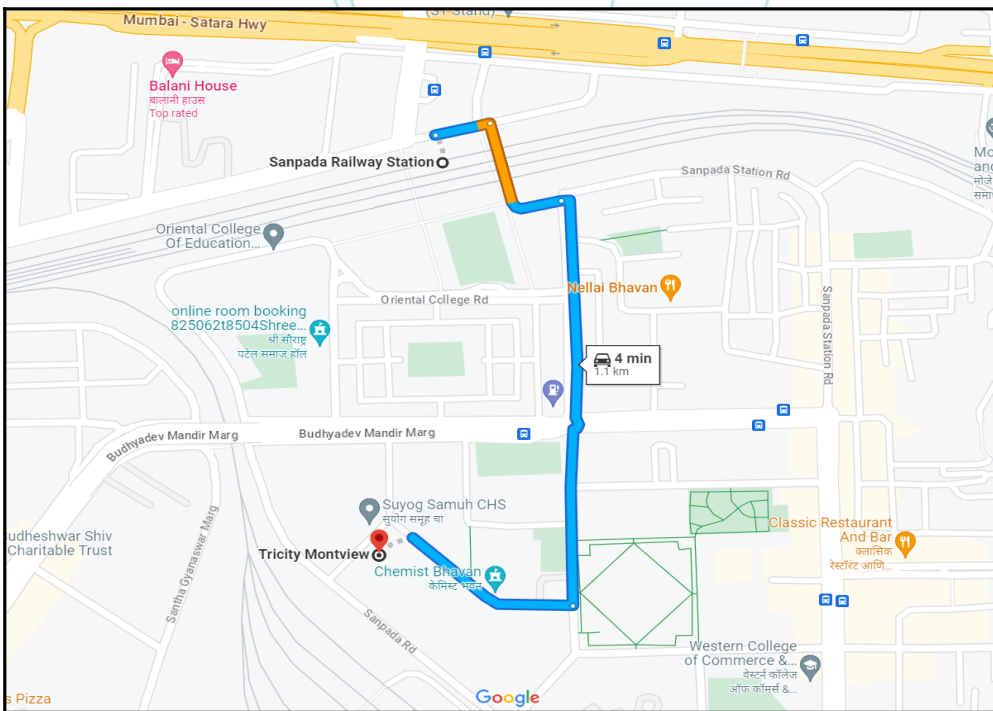 (ST Stand)
Mumbai - Satara Hwy
Balani House
बालानी हाउस
Top rated
Sanpada Railway Station
Sanpada Station Rd
Oriental College
Of Education...
Nellai Bhavan
Oriental College Rd
online room booking
825062t8504Shree...
श्री सौराष्ट्र
पटेल समाज हॉल
4 min
1.1 km
Sanpada Station Rd
Budhyadev Mandir Marg
Budhyadev Mandir Marg
Suyog Samuh CHS
सुयोग समूह चा
Classic Restaurant
And Bar
क्लासिक
रेस्टॉरंट आणि...
udheshwar Shiv
Charitable Trust
Tricity Montview
Chemist Bhavan
केमिस्ट भवन
Santha Gyanaswar Marg
Sanpada Rd
Western College
of Commerce &...
वेस्टर्न कॉलेज
ऑफ कॉमर्स &...
s Pizza
Google